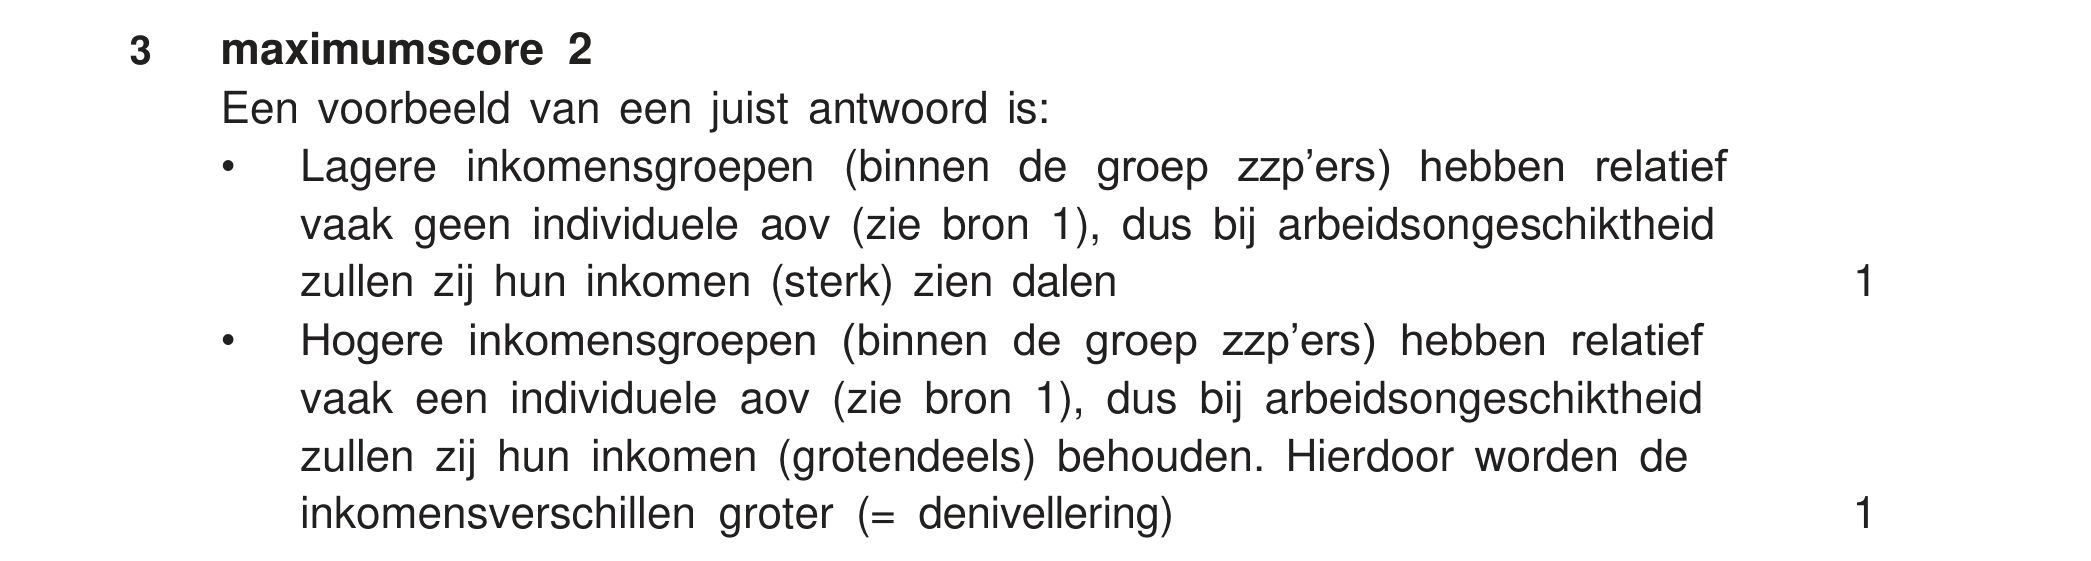 3 maximumscore 2
Een voorbeeld van een juist antwoord is:
• Lagere inkomensgroepen (binnen de groep zzp’ers) hebben relatief
vaak geen individuele aov (zie bron 1), dus bij arbeidsongeschiktheid
zullen zij hun inkomen (sterk) zien dalen 1
• Hogere inkomensgroepen (binnen de groep zzp’ers) hebben relatief
vaak een individuele aov (zie bron 1), dus bij arbeidsongeschiktheid
zullen zij hun inkomen (grotendeels) behouden. Hierdoor worden de
inkomensverschillen groter (= denivellering) 1